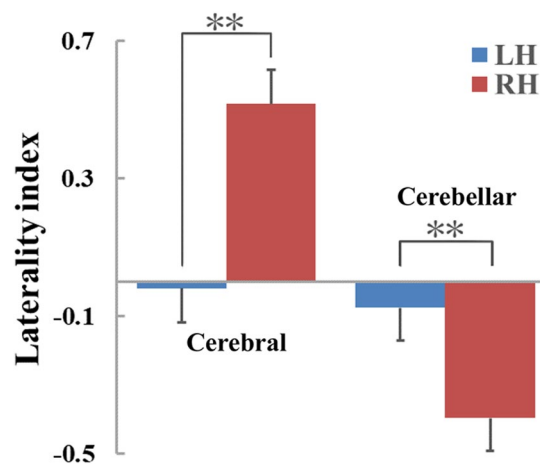 **
0.7
LH
RH
0.3
Cerebellar
**
Laterality index
-0.1
Cerebral
-0.5